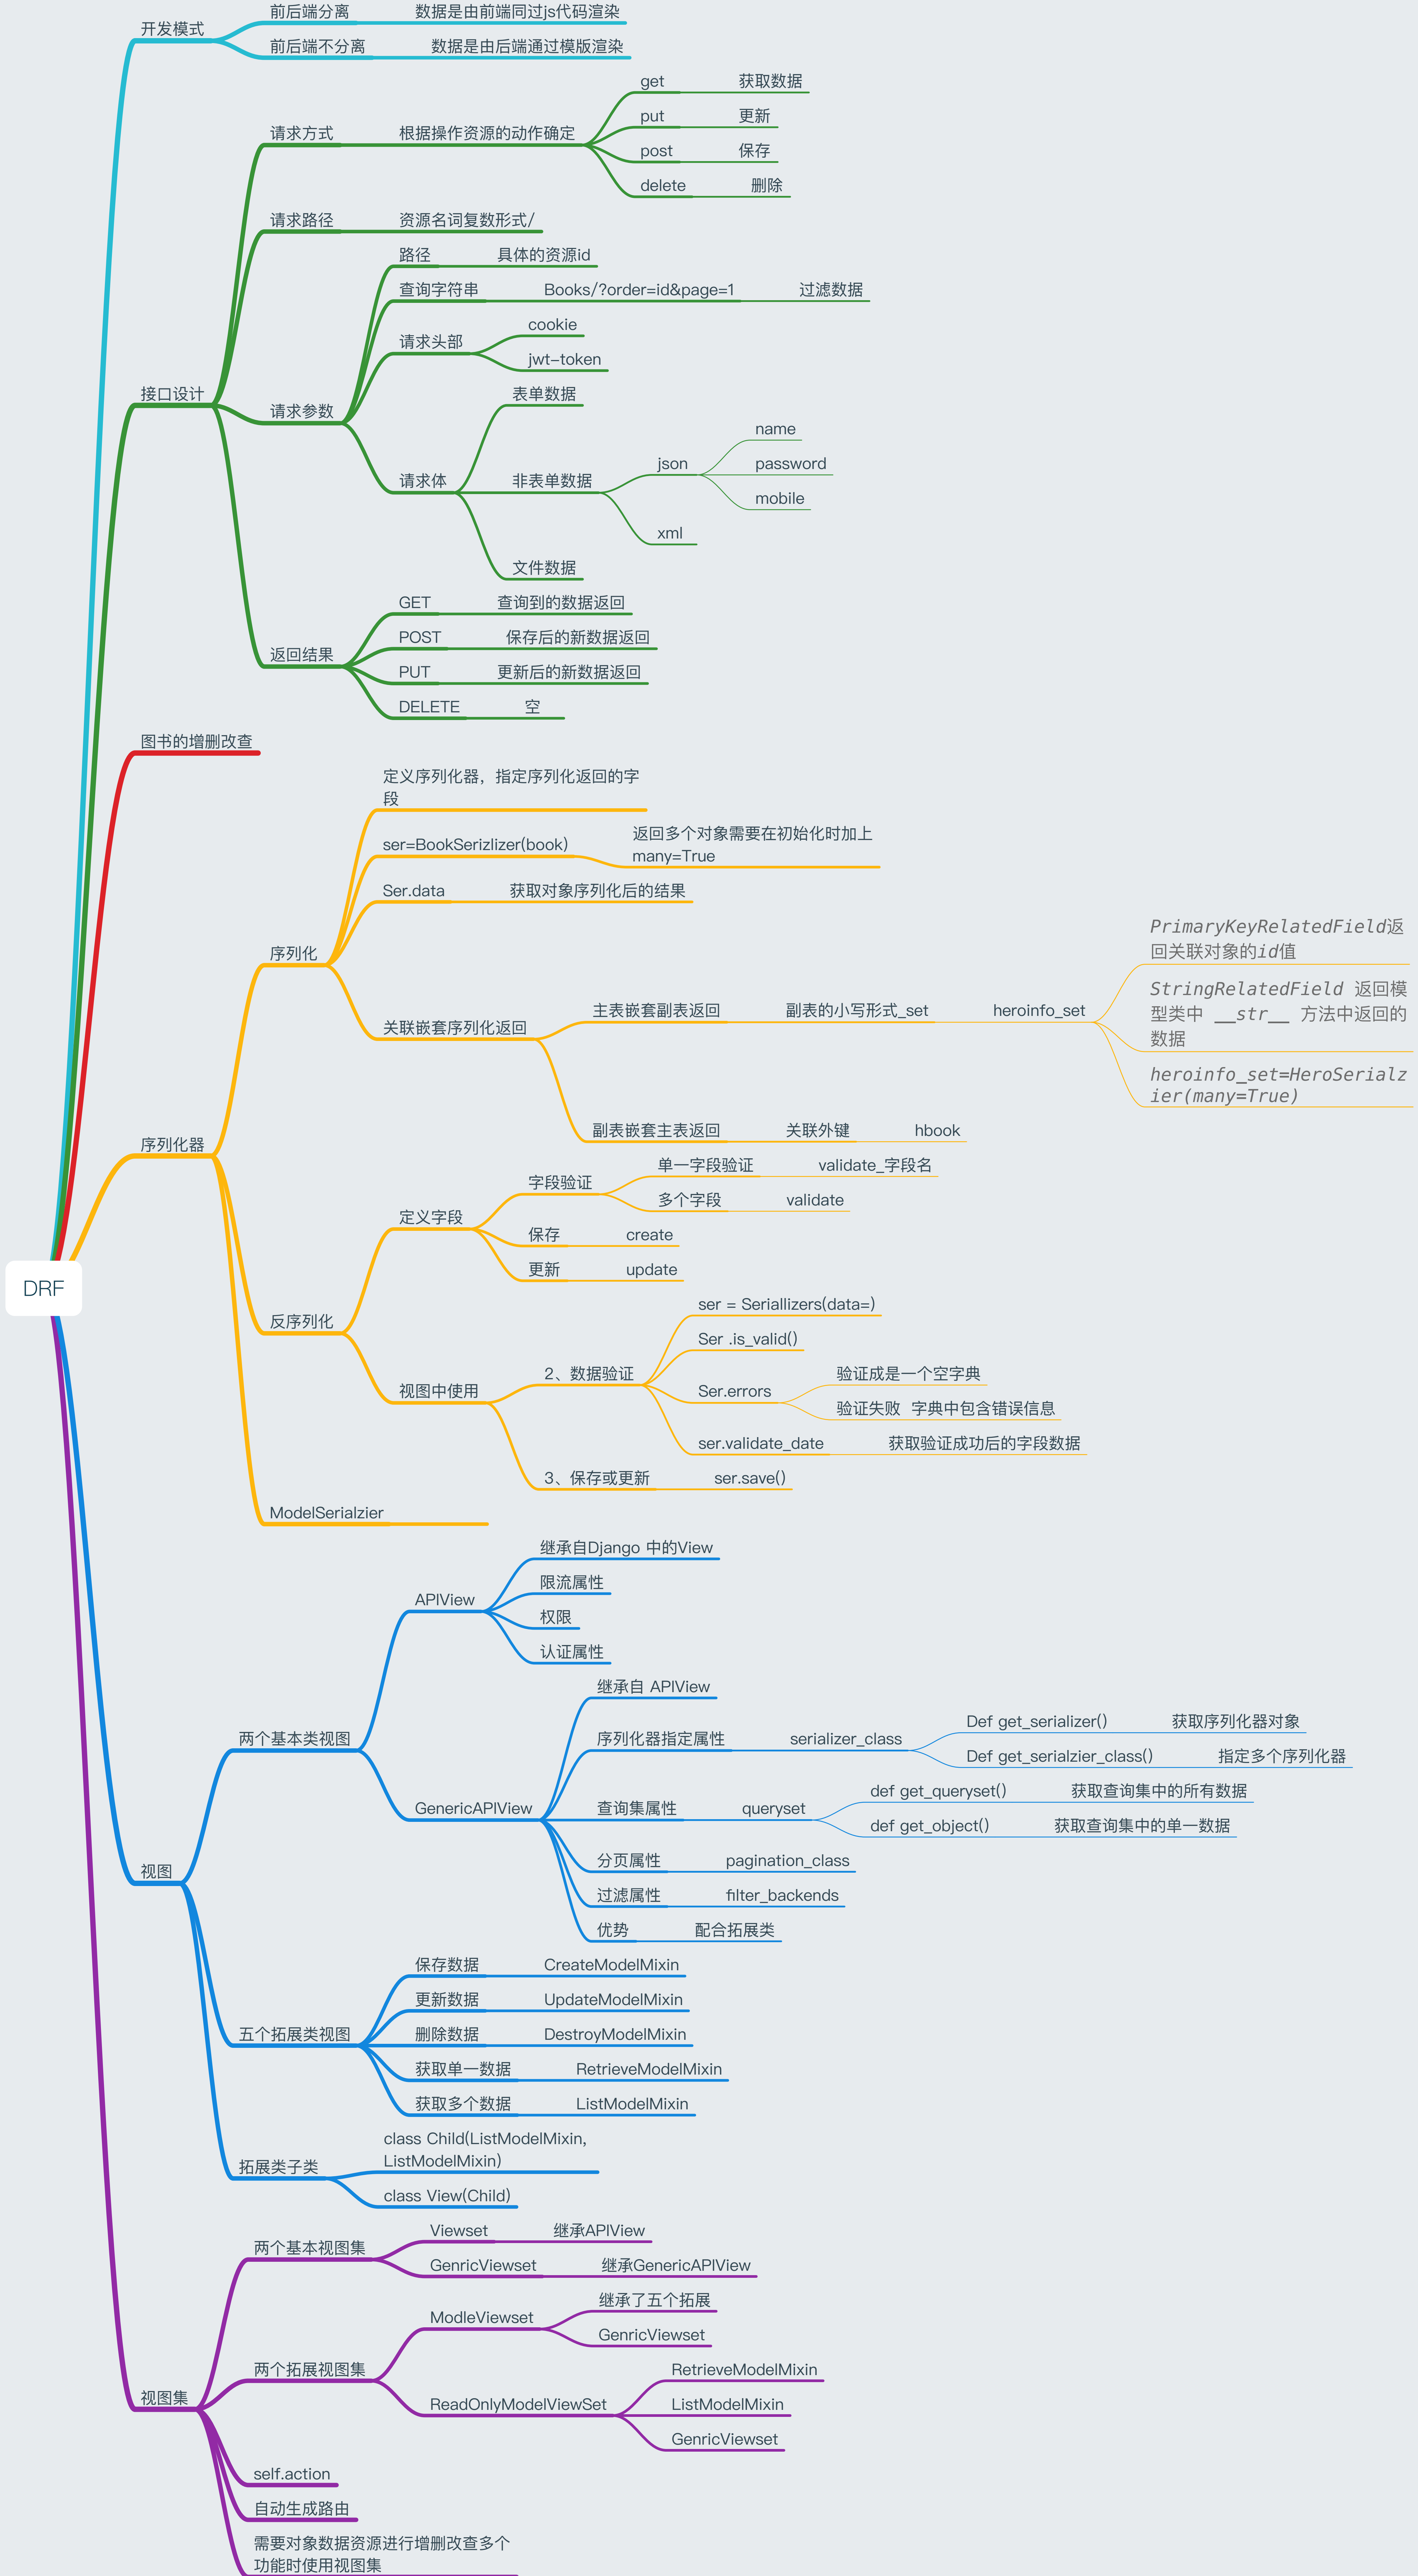 开发模式
前后端分离
数据是由前端同过js代码渲染
前后端不分离
数据是由后端通过模版渲染
接口设计
请求方式
根据操作资源的动作确定
get
获取数据
put
更新
post
保存
delete
删除
请求路径
资源名词复数形式/
请求参数
路径
具体的资源id
查询字符串
Books/?order=id&page=1
过滤数据
请求头部
cookie
jwt-token
请求体
表单数据
非表单数据
json
name
password
mobile
xml
文件数据
返回结果
GET
查询到的数据返回
POST
保存后的新数据返回
PUT
更新后的新数据返回
DELETE
空
图书的增删改查
DRF
序列化器
序列化
定义序列化器，指定序列化返回的字
段
ser=BookSerizlizer(book)
返回多个对象需要在初始化时加上
many=True
Ser.data
获取对象序列化后的结果
关联嵌套序列化返回
主表嵌套副表返回
副表的小写形式_set
heroinfo_set
PrimaryKeyRelatedField返
回关联对象的id值
StringRelatedField 返回模
型类中 __str__ 方法中返回的
数据
heroinfo_set=HeroSerialz
ier(many=True)
副表嵌套主表返回
关联外键
hbook
反序列化
定义字段
字段验证
单一字段验证
validate_字段名
多个字段
validate
保存
create
更新
update
视图中使用
2、数据验证
ser = Seriallizers(data=)
Ser .is_valid()
Ser.errors
验证成是一个空字典
验证失败 字典中包含错误信息
ser.validate_date
获取验证成功后的字段数据
3、保存或更新
ser.save()
ModelSerialzier
视图
两个基本类视图
APIView
继承自Django 中的View
限流属性
权限
认证属性
GenericAPIView
继承自 APIView
序列化器指定属性
serializer_class
Def get_serializer()
获取序列化器对象
Def get_serialzier_class()
指定多个序列化器
查询集属性
queryset
def get_queryset()
获取查询集中的所有数据
def get_object()
获取查询集中的单一数据
分页属性
pagination_class
过滤属性
filter_backends
优势
配合拓展类
五个拓展类视图
保存数据
CreateModelMixin
更新数据
UpdateModelMixin
删除数据
DestroyModelMixin
获取单一数据
RetrieveModelMixin
获取多个数据
ListModelMixin
拓展类子类
class Child(ListModelMixin,
ListModelMixin)
class View(Child)
视图集
两个基本视图集
Viewset
继承APIView
GenricViewset
继承GenericAPIView
两个拓展视图集
ModleViewset
继承了五个拓展
GenricViewset
ReadOnlyModelViewSet
RetrieveModelMixin
ListModelMixin
GenricViewset
self.action
自动生成路由
需要对象数据资源进行增删改查多个
功能时使用视图集